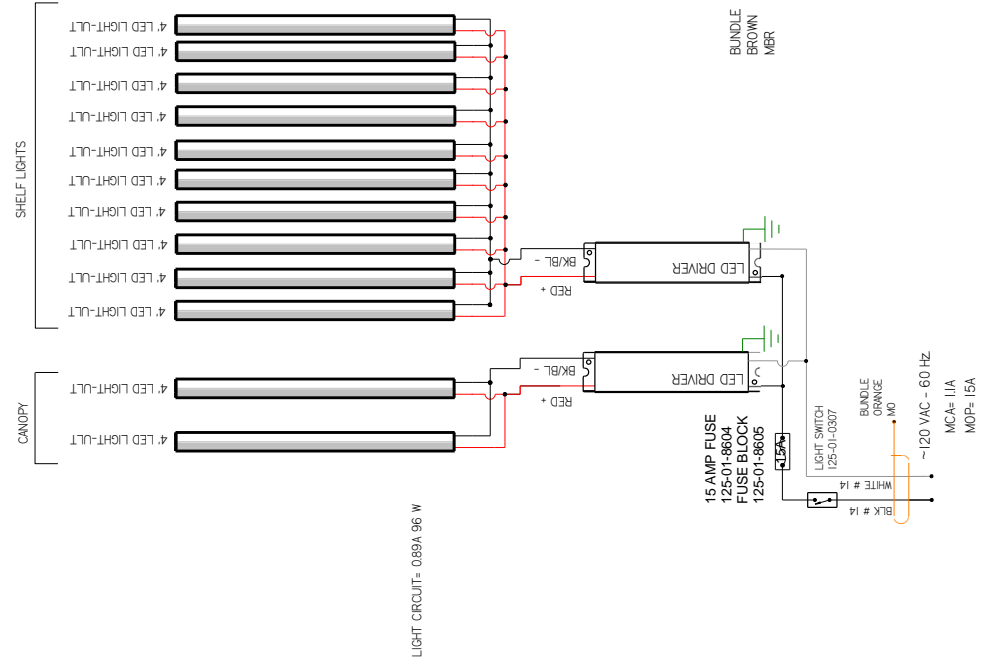 SHELF LIGHTS
4' LED LIGHT-ULT
4' LED LIGHT-ULT
4' LED LIGHT-ULT
4' LED LIGHT-ULT
4' LED LIGHT-ULT
4' LED LIGHT-ULT
4' LED LIGHT-ULT
4' LED LIGHT-ULT
4' LED LIGHT-ULT
4' LED LIGHT-ULT
CANOPY
4' LED LIGHT-ULT
4' LED LIGHT-ULT
BUNDLE
BROWN
MBR
BK/BL -
RED +
LED DRIVER
BK/BL -
RED +
LED DRIVER
15 AMP FUSE
125-01-8604
FUSE BLOCK
125-01-8605
15A
LIGHT SWITCH
125-01-0307
BUNDLE
ORANGE
MO
WHITE # 14
BLK # 14
~120 VAC - 60 HZ.
MCA= 1.1A
MOP= 15A
LIGHT CIRCUIT= 0.89A 96 W